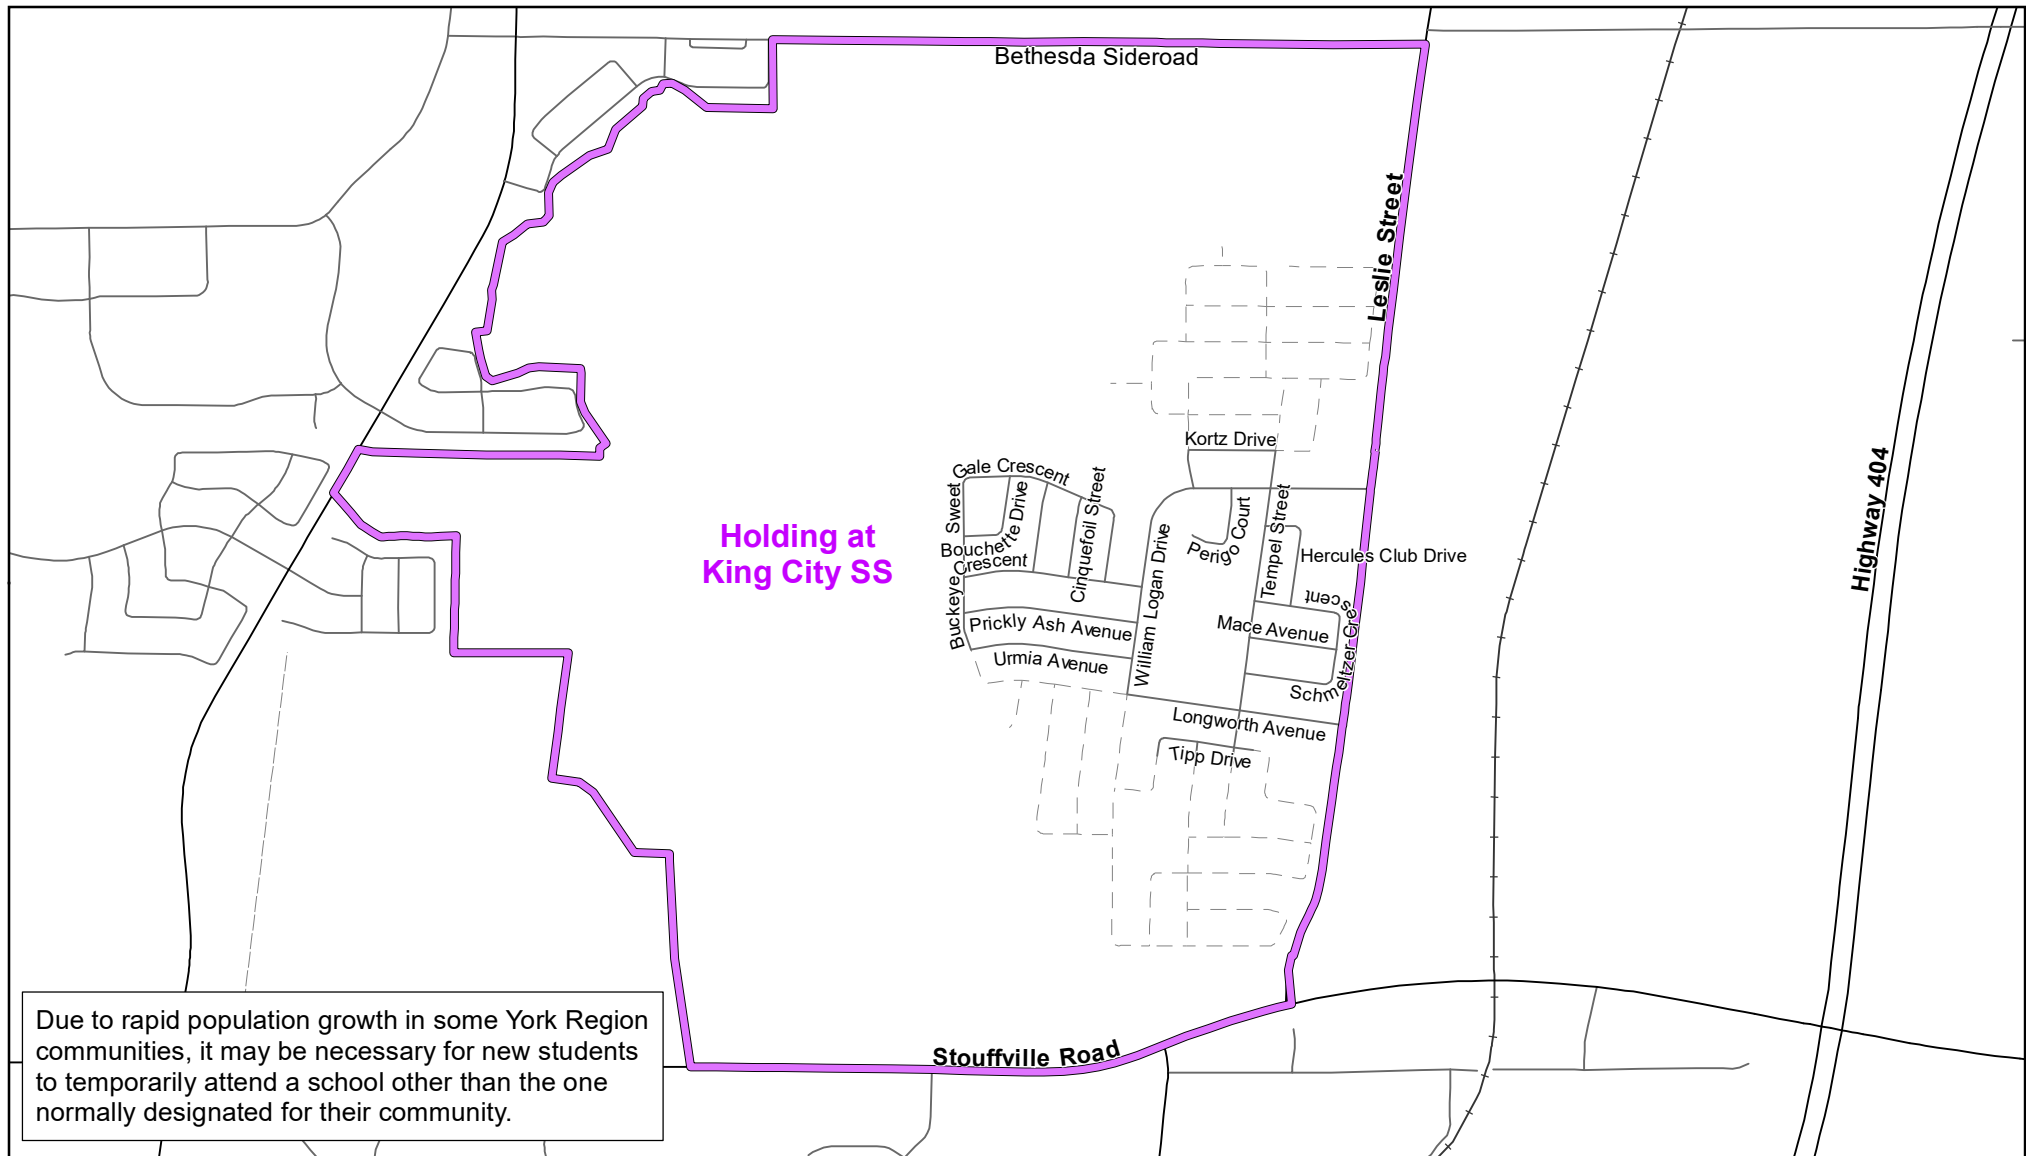 Bethesda Sideroad
Leslie Street
Highway 404
Kortz Drive
Sweet Gale Crescent
Bouchette Drive
Cinquefoil Street
Buckeye Crescent
Prickly Ash Avenue
Urmia Avenue
William Logan Drive
Perigo Court
Tempel Street
Hercules Club Drive
Mace Avenue
Schmeltzer Crescent
Longworth Avenue
Tipp Drive
Holding at
King City SS
Stouffville Road
Due to rapid population growth in some York Region
communities, it may be necessary for new students
to temporarily attend a school other than the one
normally designated for their community.